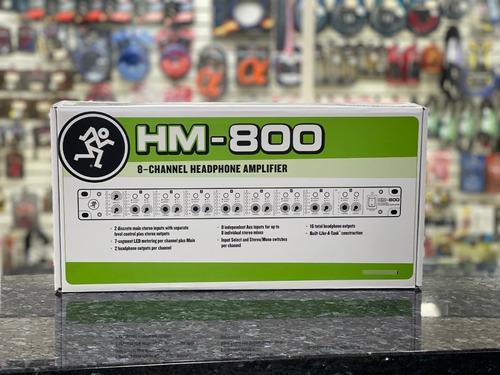 HM-800
8-CHANNEL HEADPHONE AMPLIFIER
HM-800
· 2 discrete main stereo inputs with separate
level control plus stereo outputs
· 7-segment LED metering per channel plus Main
· 2 headphone outputs per channel
· 8 independent Aux inputs for up to
8 individual stereo mixes
· Input Select and Stereo/Mono switches
per channel
· 16 total headphone outputs
· Built-Like-A-Tank™ construction